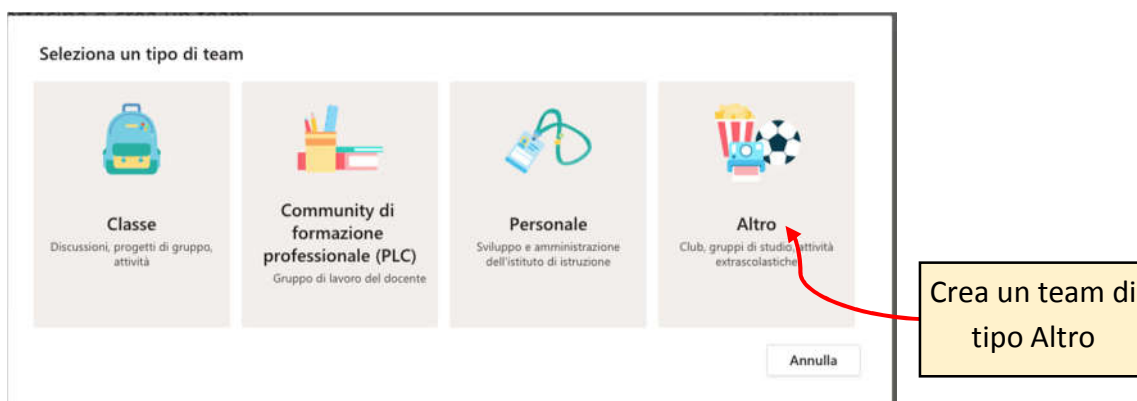 Seleziona un tipo di team
Classe
Discussioni, progetti di gruppo,
attività
Community di
formazione
professionale (PLC)
Gruppo di lavoro del docente
Personale
Sviluppo e amministrazione
dell'istituto di istruzione
Altro
Club, gruppi di studio, attività
extrascolastiche
Crea un team di
tipo Altro
Annulla